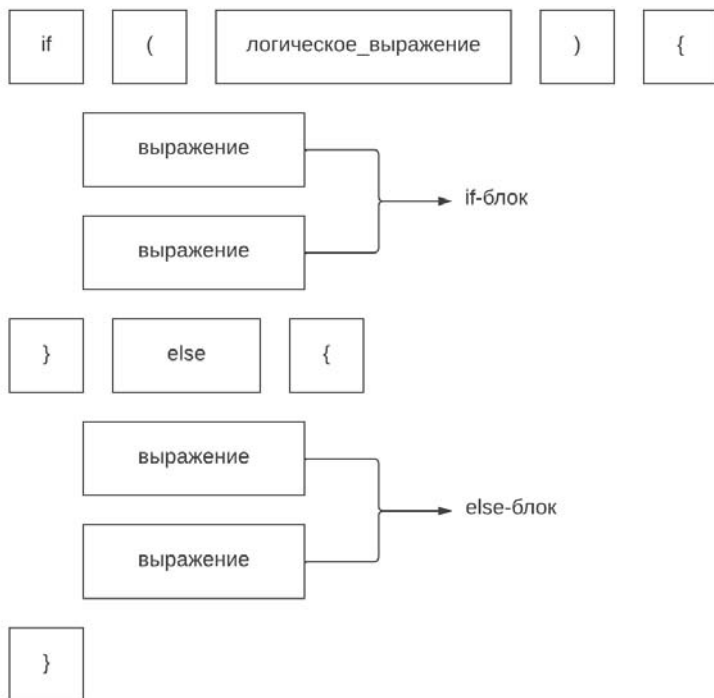 if ( логическое_выражение ) {
выражение
if-блок
выражение
} else {
выражение
else-блок
выражение
}